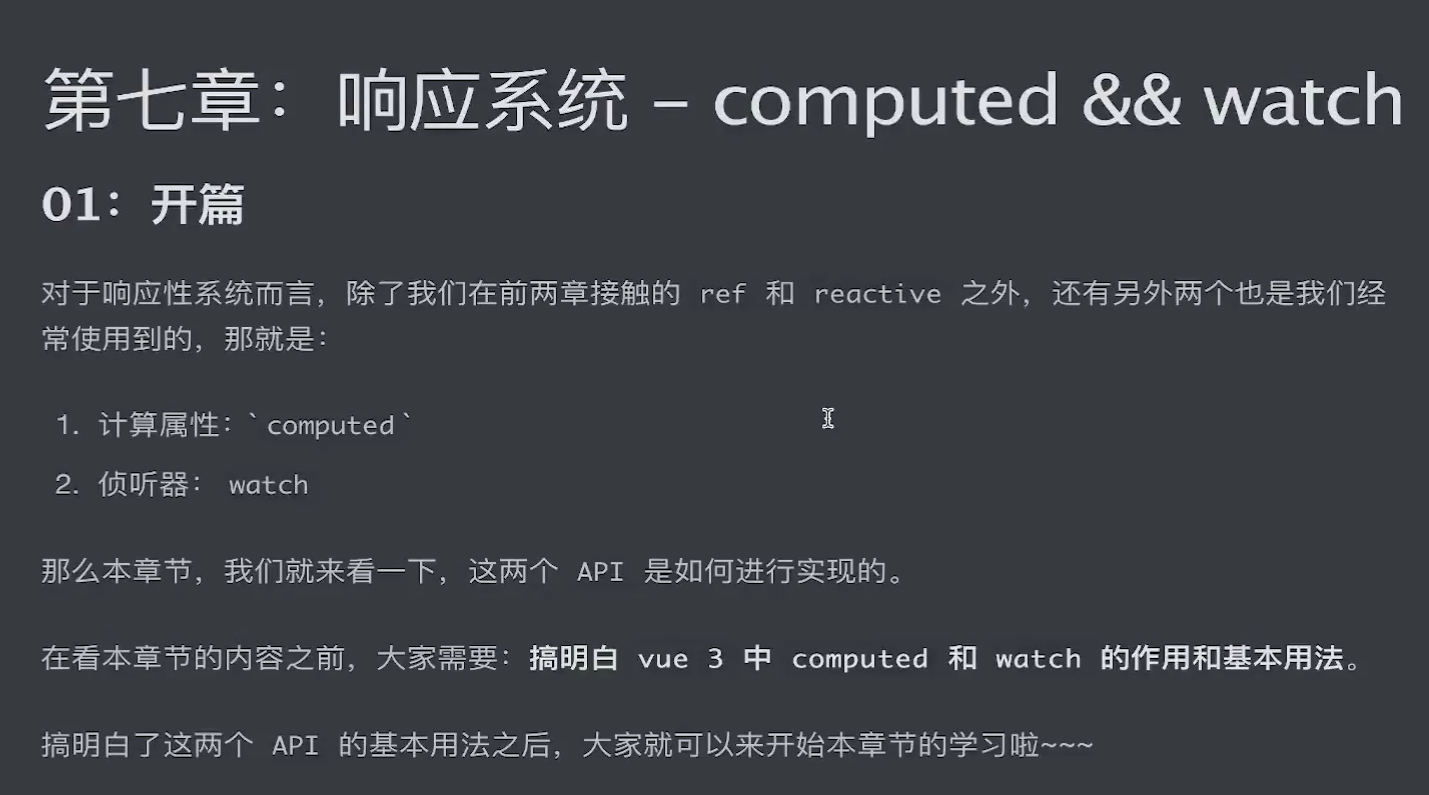 第七章：响应系统 – computed && watch
01：开篇
对于响应性系统而言，除了我们在前两章接触的 ref 和 reactive 之外，还有另外两个也是我们经
常使用到的，那就是：
1. 计算属性：`computed`
2. 侦听器： watch
那么本章节，我们就来看一下，这两个 API 是如何进行实现的。
在看本章节的内容之前，大家需要：搞明白 vue 3 中 computed 和 watch 的作用和基本用法。
搞明白了这两个 API 的基本用法之后，大家就可以来开始本章节的学习啦~~~